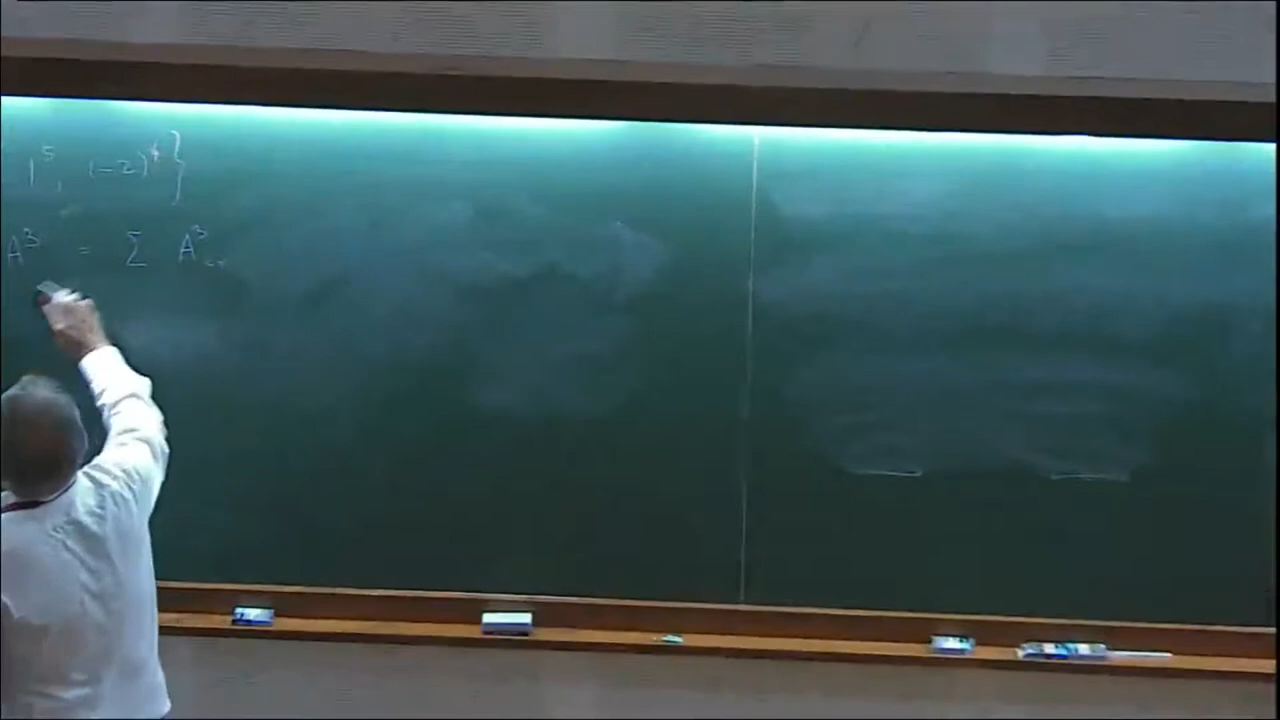 1⁵, (-2)⁴}
A³ = Σ A³